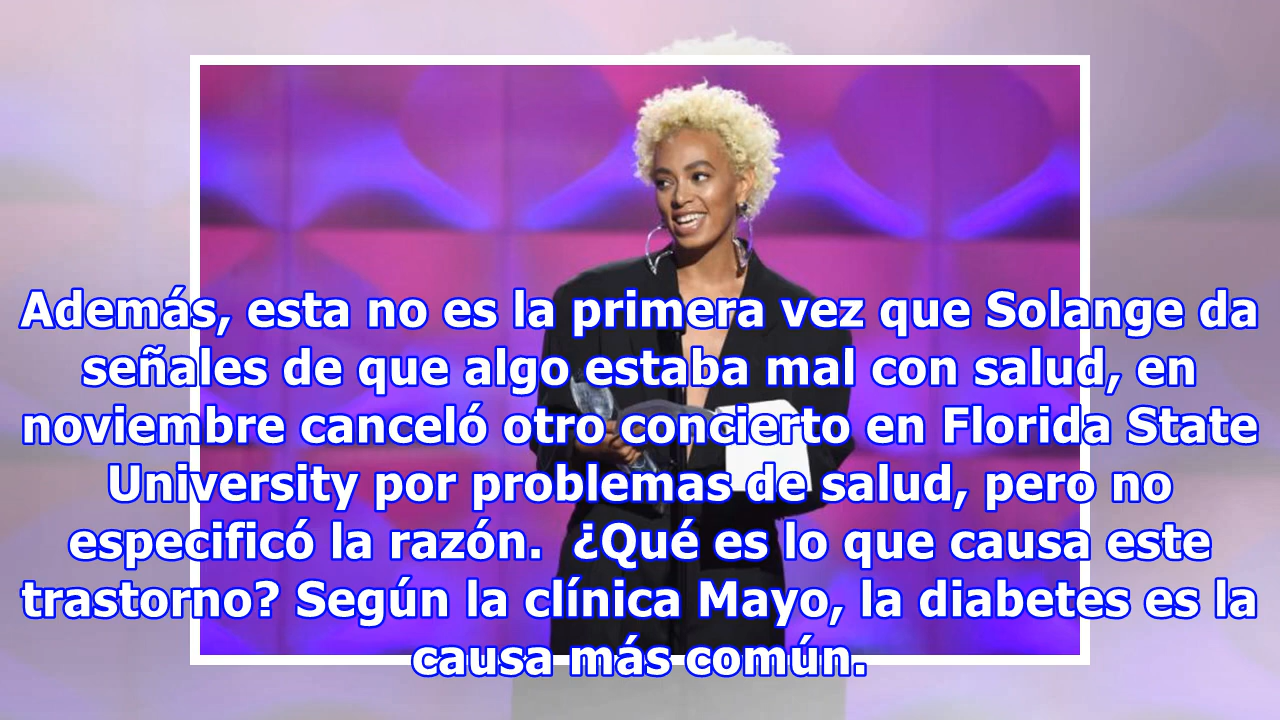 Además, esta no es la primera vez que Solange da
señales de que algo estaba mal con salud, en
noviembre canceló otro concierto en Florida State
University por problemas de salud, pero no
especificó la razón.  ¿Qué es lo que causa este
trastorno? Según la clínica Mayo, la diabetes es la
causa más común.